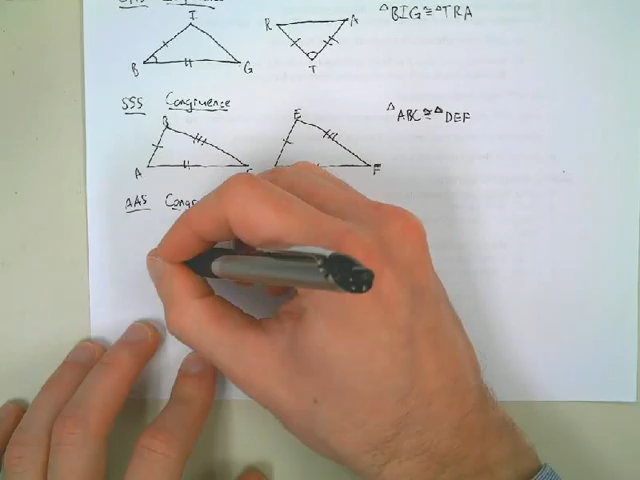 I
R A △BIG≅△TRA
B G T
SSS Congruence
B E △ABC≅△DEF
A F
AAS